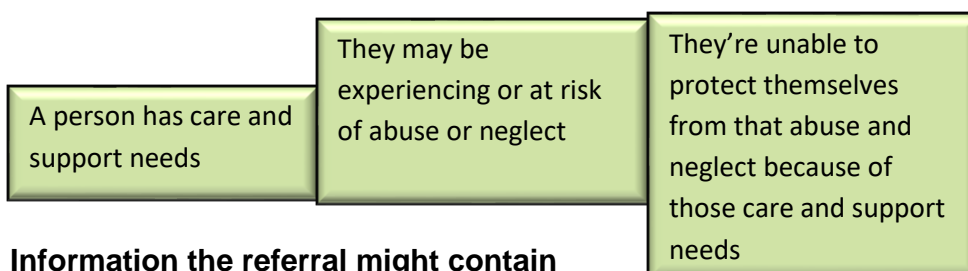 A person has care and
support needs
They may be
experiencing or at risk
of abuse or neglect
They’re unable to
protect themselves
from that abuse and
neglect because of
those care and support
needs
Information the referral might contain